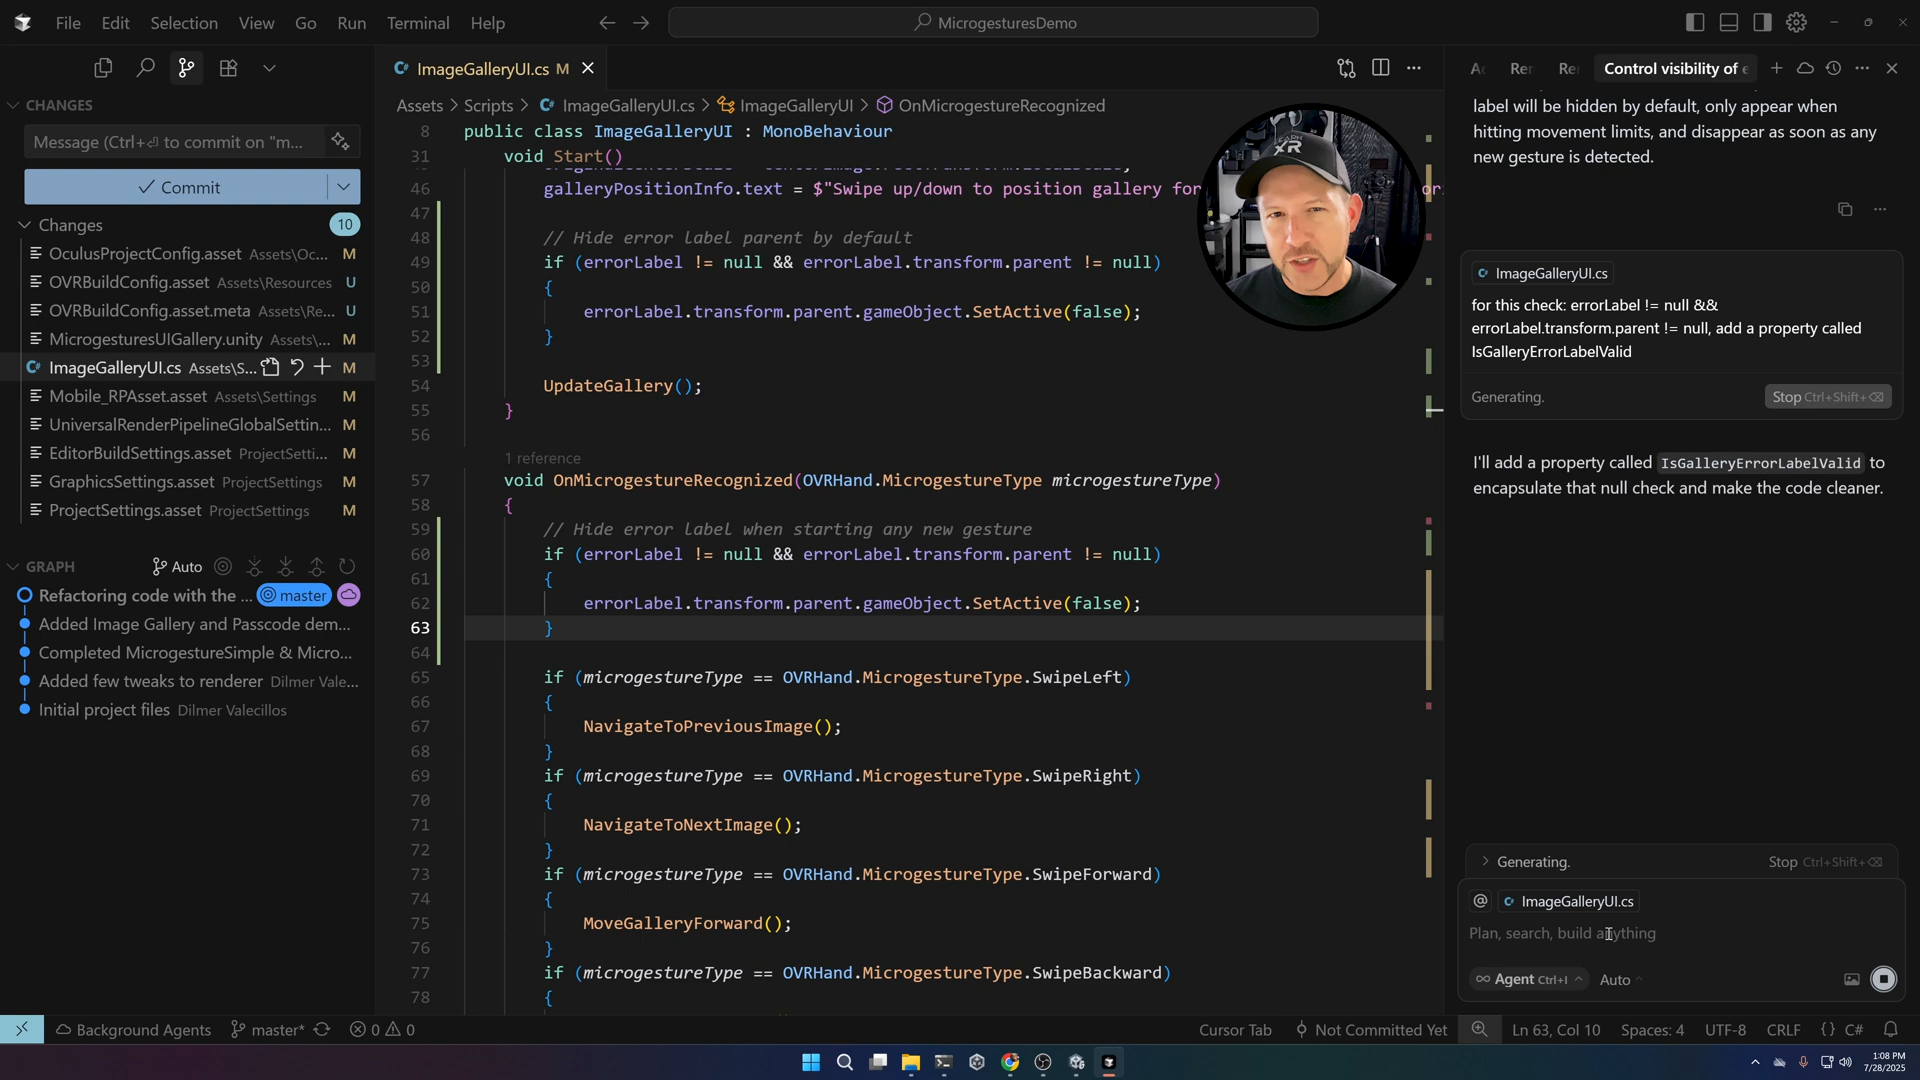 File Edit Selection View Go Run Terminal Help
MicrogesturesDemo
CHANGES
Message (Ctrl+⏎ to commit on "m...
Commit
Changes 10
OculusProjectConfig.asset Assets\Oc... M
OVRBuildConfig.asset Assets\Resources U
OVRBuildConfig.asset.meta Assets\Re... U
MicrogesturesUIGallery.unity Assets\... M
ImageGalleryUI.cs Assets\S... M
Mobile_RPAsset.asset Assets\Settings M
UniversalRenderPipelineGlobalSettin... M
EditorBuildSettings.asset ProjectSetti... M
GraphicsSettings.asset ProjectSettings M
ProjectSettings.asset ProjectSettings M
GRAPH Auto
Refactoring code with the ... master
Added Image Gallery and Passcode dem...
Completed MicrogestureSimple & Micro...
Added few tweaks to renderer Dilmer Vale...
Initial project files Dilmer Valecillos
ImageGalleryUI.cs M
Assets > Scripts > ImageGalleryUI.cs > ImageGalleryUI > OnMicrogestureRecognized
8 public class ImageGalleryUI : MonoBehaviour
31 void Start()
46 galleryPositionInfo.text = $"Swipe up/down to position gallery for
47
48 // Hide error label parent by default
49 if (errorLabel != null && errorLabel.transform.parent != null)
50 {
51 errorLabel.transform.parent.gameObject.SetActive(false);
52 }
53
54 UpdateGallery();
55 }
56
1 reference
57 void OnMicrogestureRecognized(OVRHand.MicrogestureType microgestureType)
58 {
59 // Hide error label when starting any new gesture
60 if (errorLabel != null && errorLabel.transform.parent != null)
61 {
62 errorLabel.transform.parent.gameObject.SetActive(false);
63 }
64
65 if (microgestureType == OVRHand.MicrogestureType.SwipeLeft)
66 {
67 NavigateToPreviousImage();
68 }
69 if (microgestureType == OVRHand.MicrogestureType.SwipeRight)
70 {
71 NavigateToNextImage();
72 }
73 if (microgestureType == OVRHand.MicrogestureType.SwipeForward)
74 {
75 MoveGalleryForward();
76 }
77 if (microgestureType == OVRHand.MicrogestureType.SwipeBackward)
78 {
XR
Control visibility of e
label will be hidden by default, only appear when
hitting movement limits, and disappear as soon as any
new gesture is detected.
ImageGalleryUI.cs
for this check: errorLabel != null &&
errorLabel.transform.parent != null, add a property called
IsGalleryErrorLabelValid
Generating. Stop Ctrl+Shift+⌫
I'll add a property called IsGalleryErrorLabelValid to
encapsulate that null check and make the code cleaner.
Generating. Stop Ctrl+Shift+⌫
@ ImageGalleryUI.cs
Plan, search, build anything
Agent Ctrl+I Auto
Background Agents master* 0 0
Cursor Tab Not Committed Yet Ln 63, Col 10 Spaces: 4 UTF-8 CRLF {} C#
1:08 PM
7/28/2025